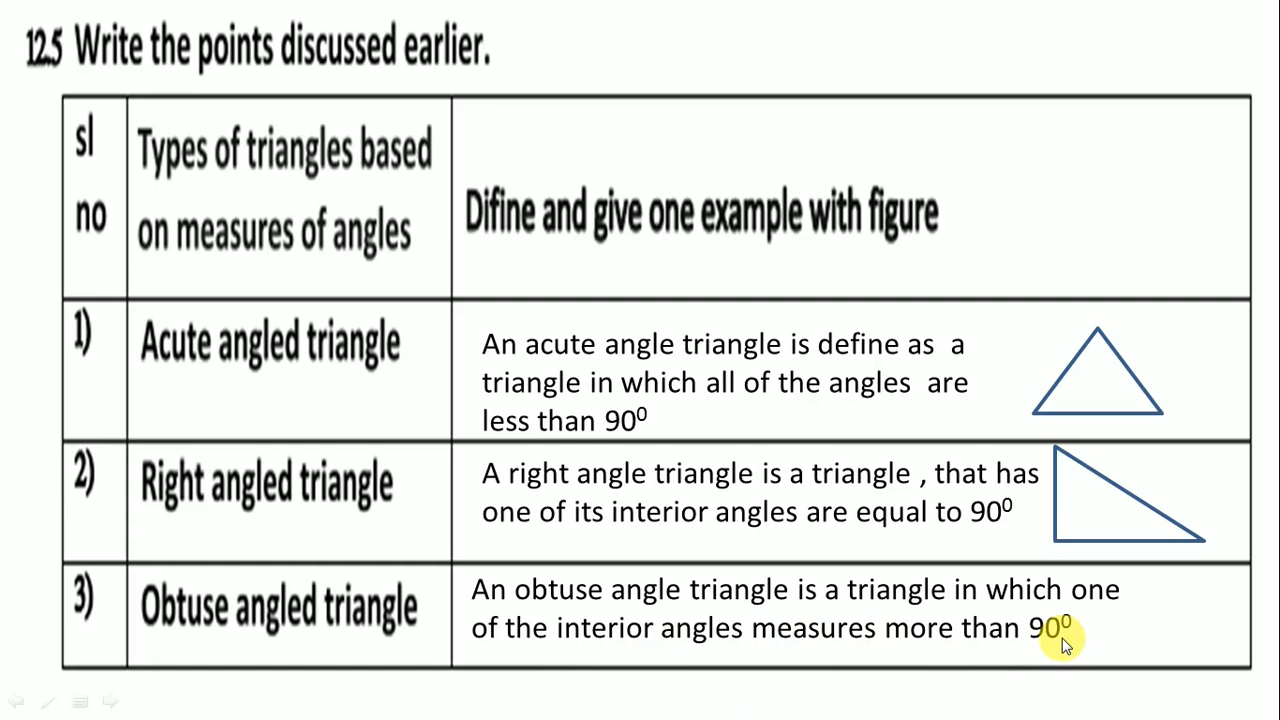 12.5 Write the points discussed earlier.
sl
no
Types of triangles based
on measures of angles
Difine and give one example with figure
1)
Acute angled triangle
An acute angle triangle is define as a
triangle in which all of the angles are
less than 90⁰
2)
Right angled triangle
A right angle triangle is a triangle , that has
one of its interior angles are equal to 90⁰
3)
Obtuse angled triangle
An obtuse angle triangle is a triangle in which one
of the interior angles measures more than 90⁰